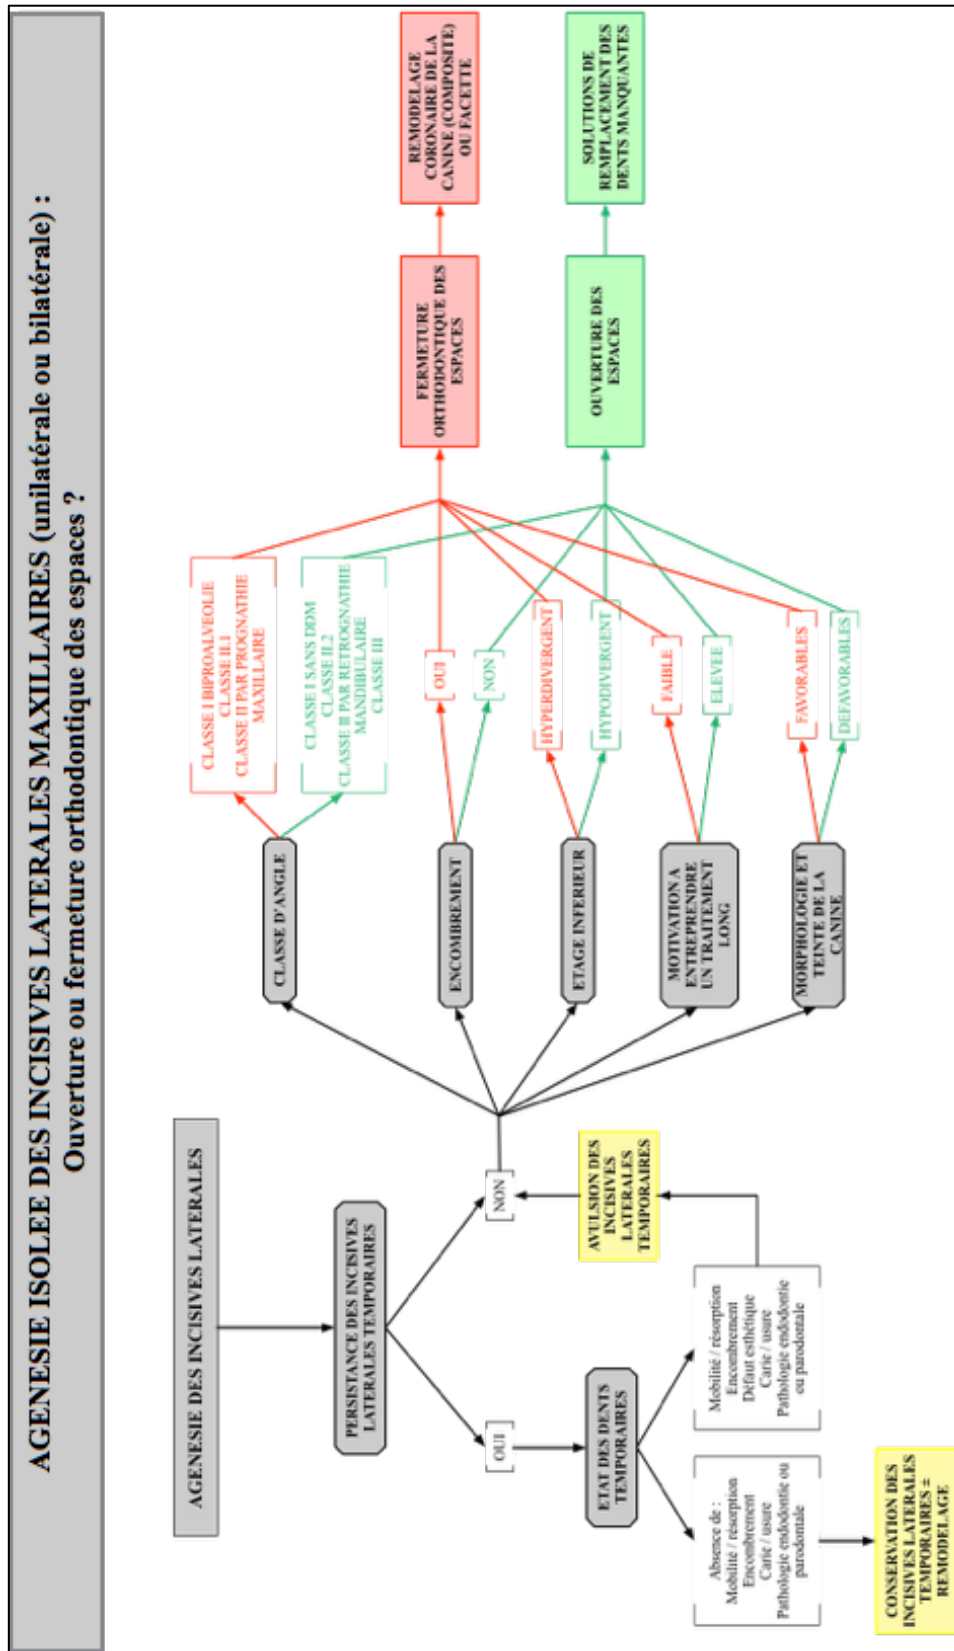 AGENESIE ISOLEE DES INCISIVES LATERALES MAXILLAIRES (unilatérale ou bilatérale) :
Ouverture ou fermeture orthodontique des espaces ?
AGENESIE DES INCISIVES LATERALES
PERSISTANCE DES INCISIVES
LATERALES TEMPORAIRES
OUI
NON
ETAT DES DENTS
TEMPORAIRES
Absence de :
Mobilité / résorption
Encombrement
Carie / usure
Pathologie endodontie ou
parodontale
Mobilité / résorption
Encombrement
Défaut esthétique
Carie / usure
Pathologie endodontie
ou parodontale
CONSERVATION DES
INCISIVES LATERALES
TEMPORAIRES ±
REMODELAGE
AVULSION DES
INCISIVES
LATERALES
TEMPORAIRES
CLASSE D'ANGLE
CLASSE I BIPROALVEOLIE
CLASSE II.1
CLASSE II PAR PROGNATHIE
MAXILLAIRE
CLASSE I SANS DDM
CLASSE II.2
CLASSE II PAR RETROGNATHIE
MANDIBULAIRE
CLASSE III
ENCOMBREMENT
OUI
NON
ETAGE INFERIEUR
HYPERDIVERGENT
HYPODIVERGENT
MOTIVATION A
ENTREPRENDRE
UN TRAITEMENT
LONG
FAIBLE
ELEVEE
MORPHOLOGIE ET
TEINTE DE LA
CANINE
FAVORABLES
DEFAVORABLES
FERMETURE
ORTHODONTIQUE DES
ESPACES
OUVERTURE DES
ESPACES
REMODELAGE
CORONAIRE DE LA
CANINE (COMPOSITE)
OU FACETTE
SOLUTIONS DE
REMPLACEMENT DES
DENTS MANQUANTES